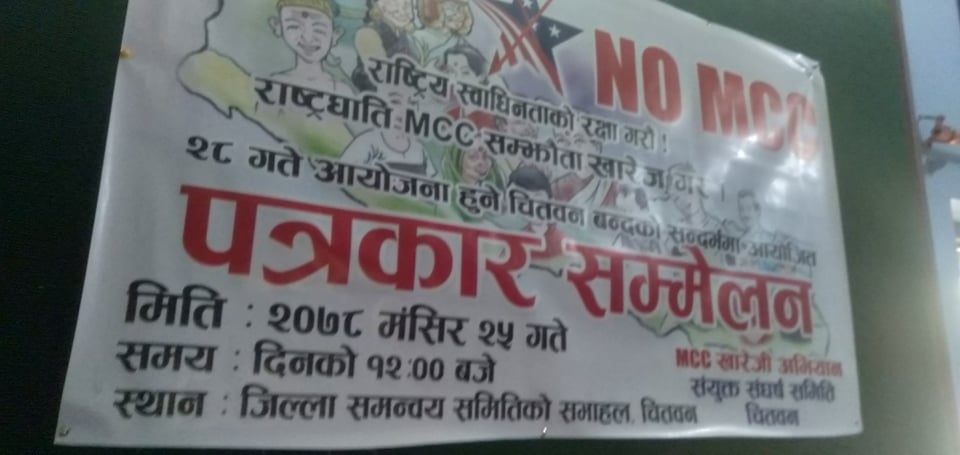 NO MCC
राष्ट्रिय स्वाधिनताको रक्षा गरौं !
राष्ट्रघाति MCC सम्झौता खारेज गर ।
२८ गते आयोजना हुने चितवन बन्दको सन्दर्भमा आयोजित
पत्रकार सम्मेलन
मिति : २०७८ मंसिर २५ गते
समय : दिनको १२:०० बजे
स्थान : जिल्ला समन्वय समितिको सभाहल, चितवन
MCC खारेजी अभियान
संयुक्त संघर्ष समिति
चितवन